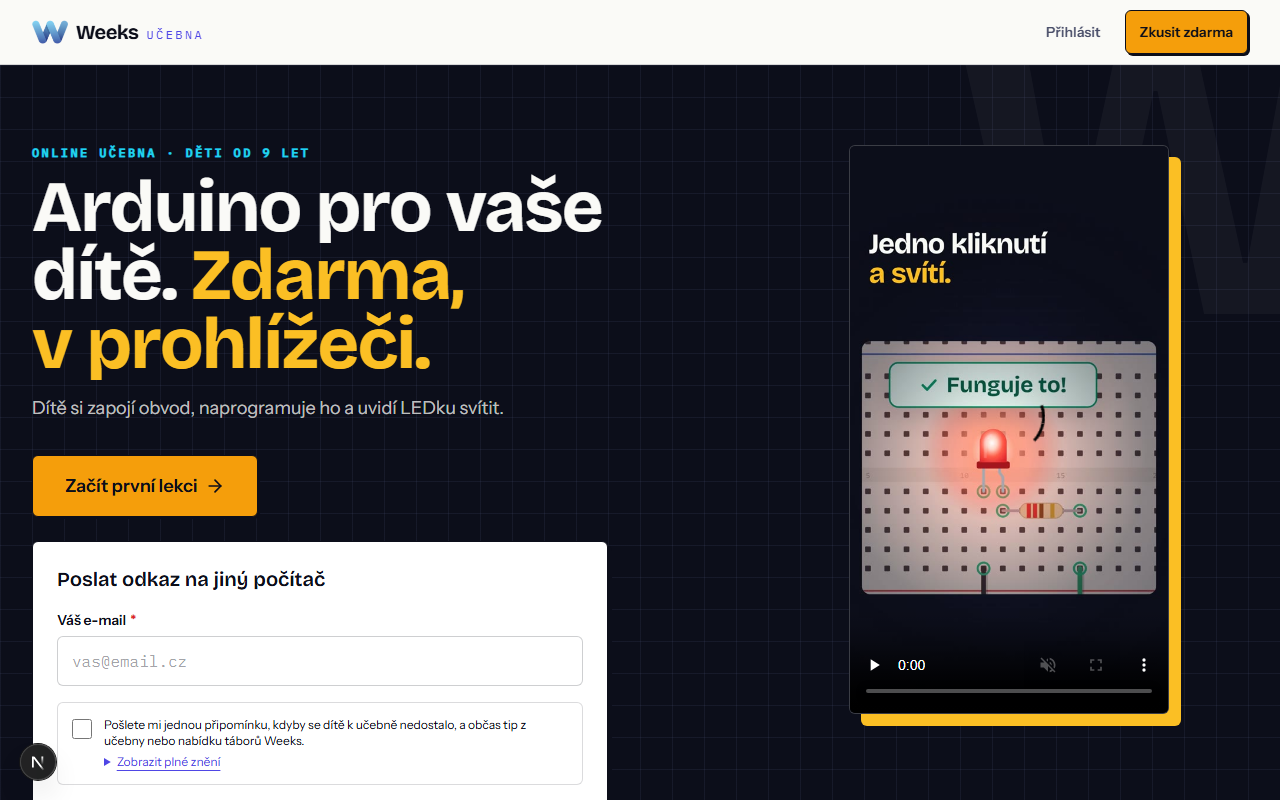 Weeks UČEBNA
Přihlásit
Zkusit zdarma
ONLINE UČEBNA · DĚTI OD 9 LET
Arduino pro vaše
dítě. Zdarma,
v prohlížeči.
Dítě si zapojí obvod, naprogramuje ho a uvidí LEDku svítit.
Začít první lekci →
Poslat odkaz na jiný počítač
Váš e-mail *
vas@email.cz
Pošlete mi jednou připomínku, kdyby se dítě k učebně nedostalo, a občas tip z
učebny nebo nabídku táborů Weeks.
Zobrazit plné znění
N
Jedno kliknutí
a svítí.
Funguje to!
10
15
0:00